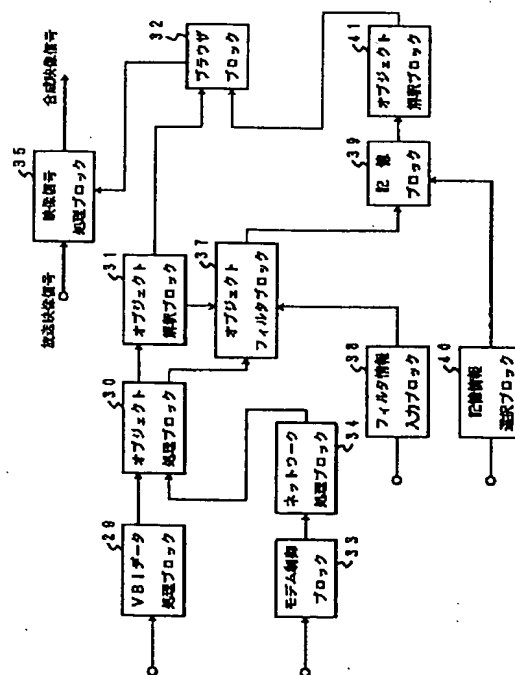 放送映像信号
合成映像信号
35
映像信号
処理ブロック
32
ブラウザ
ブロック
31
オブジェクト
解釈ブロック
41
オブジェクト
解釈ブロック
30
オブジェクト
処理ブロック
37
オブジェクト
フィルタブロック
39
記憶
ブロック
29
VBIデータ
処理ブロック
34
ネットワーク
処理ブロック
33
モデム制御
ブロック
38
フィルタ情報
入力ブロック
40
記憶情報
選択ブロック